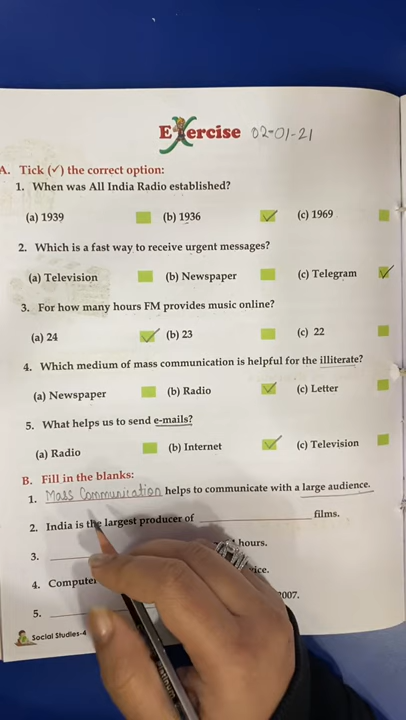 Exercise 02-01-21
A. Tick (✓) the correct option:
1. When was All India Radio established?
(a) 1939 (b) 1936 ✓ (c) 1969
2. Which is a fast way to receive urgent messages?
(a) Television (b) Newspaper (c) Telegram ✓
3. For how many hours FM provides music online?
(a) 24 ✓ (b) 23 (c) 22
4. Which medium of mass communication is helpful for the illiterate?
(a) Newspaper (b) Radio ✓ (c) Letter
5. What helps us to send e-mails?
(a) Radio (b) Internet ✓ (c) Television
B. Fill in the blanks:
1. Mass Communication helps to communicate with a large audience.
2. India is the largest producer of ____________ films.
3. hours.
4. Computer
5. 2007.
Social Studies-4